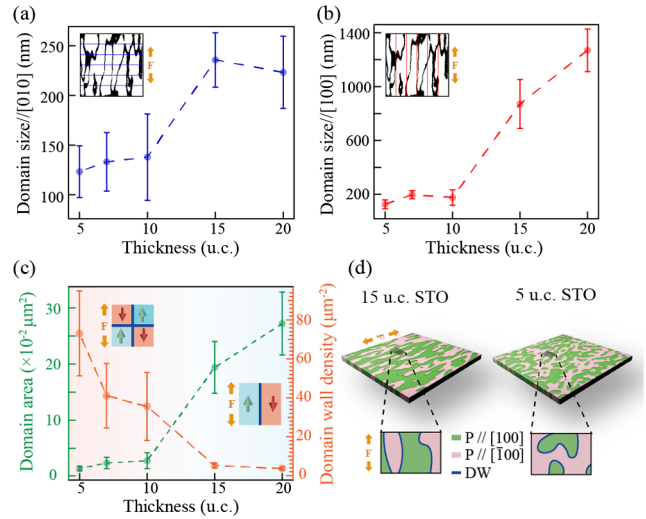 (a)
250
200
150
100
Domain size//[010] (nm)
F
5 10 15 20
Thickness (u.c.)
(b)
1400
1000
600
200
Domain size//[100] (nm)
F
5 10 15 20
Thickness (u.c.)
(c)
30
20
10
0
Domain area (×10⁻² μm²)
F
F
80
60
40
20
0
Domain wall density (μm⁻²)
5 10 15 20
Thickness (u.c.)
(d)
15 u.c. STO 5 u.c. STO
F
P // [100]
P // [1̄00]
DW